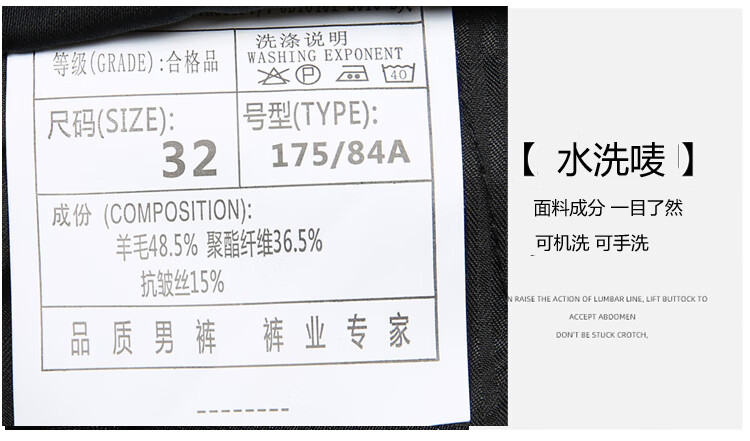 等级(GRADE):合格品
洗涤说明
WASHING EXPONENT
40
尺码(SIZE):
32
号型(TYPE):
175/84A
成份 (COMPOSITION):
羊毛48.5% 聚酯纤维36.5%
抗皱丝15%
品质男裤 裤业专家
【 水洗唛 】
面料成分 一目了然
可机洗 可手洗
N RAISE THE ACTION OF LUMBAR LINE, LIFT BUTTOCK TO
ACCEPT ABDOMEN
DON'T BE STUCK CROTCH,